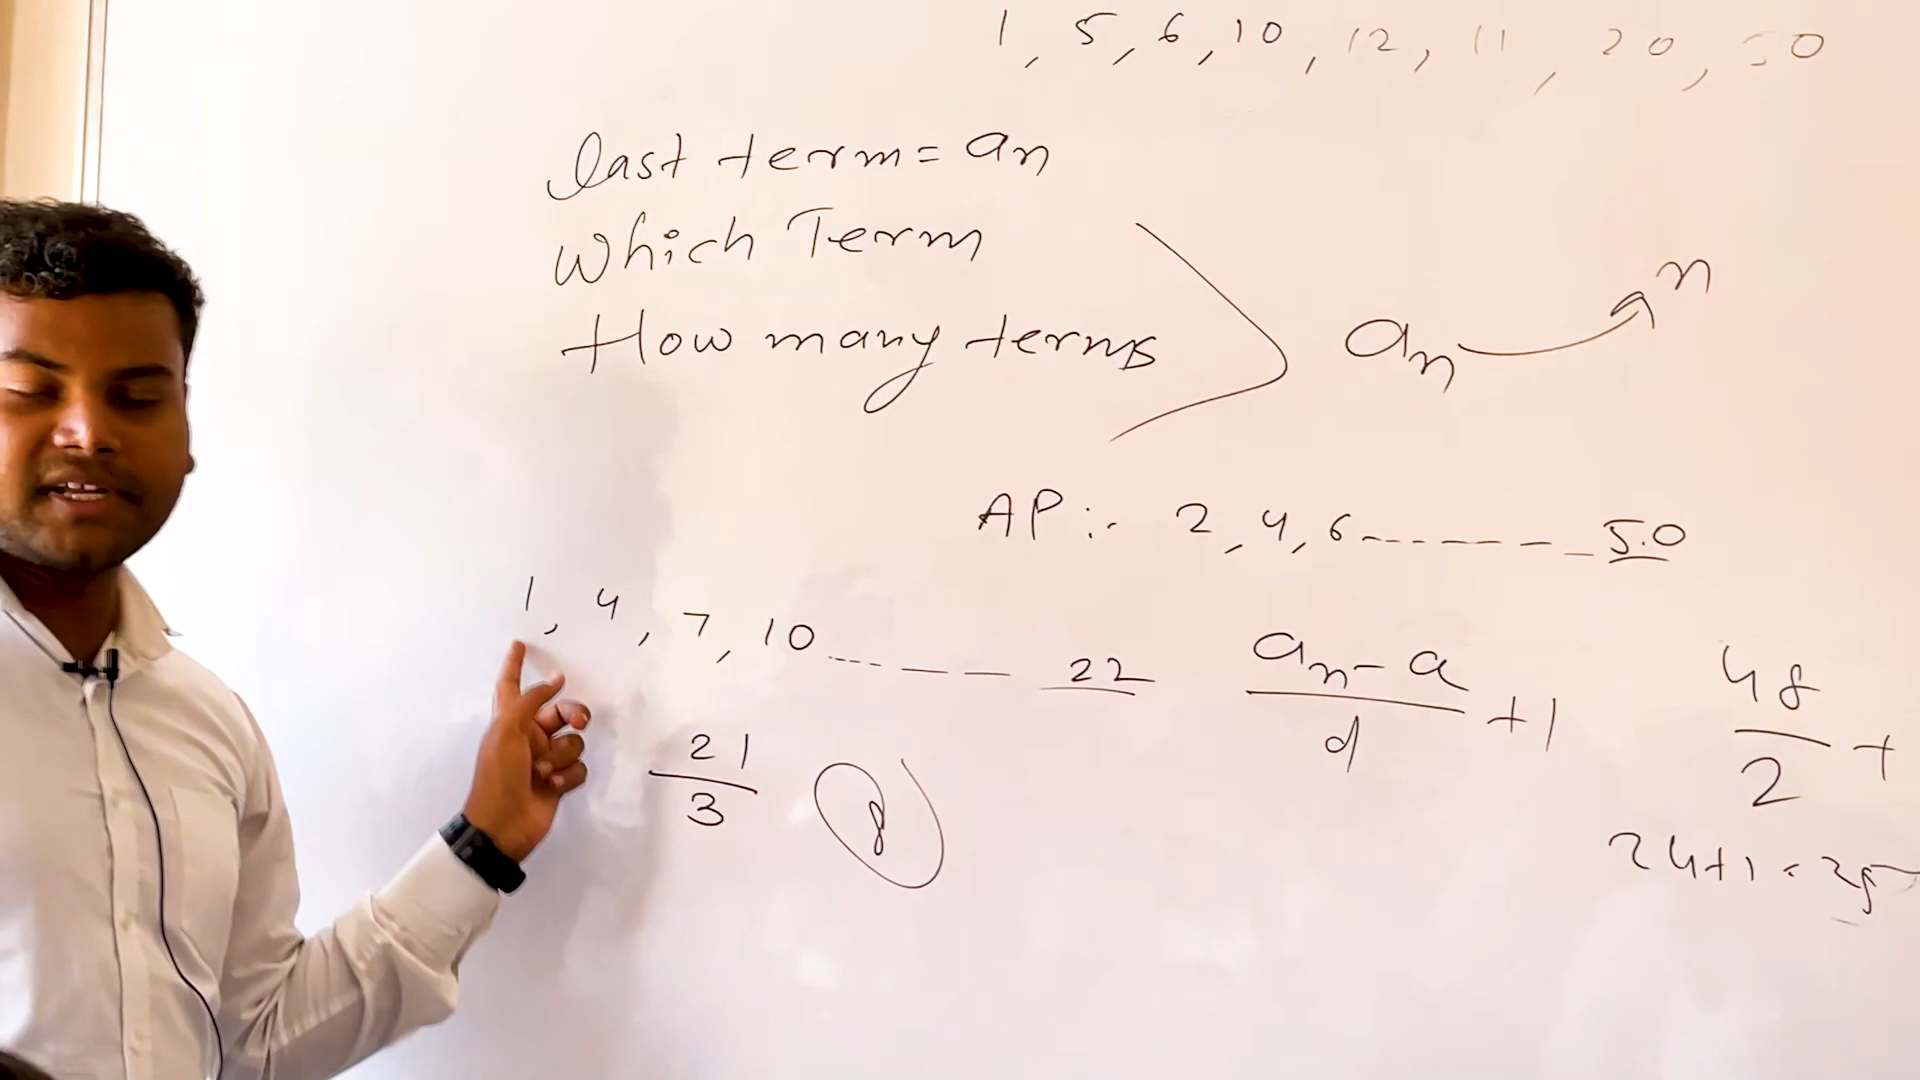 1, 5, 6, 10, 12, 11, 20, 50
last term = an
Which Term
How many terms
an
n
AP :- 2, 4, 6 ------- 50
1, 4, 7, 10 ------ 22
an - a
d
+1
48
2
+
21
3
8
24+1 = 25